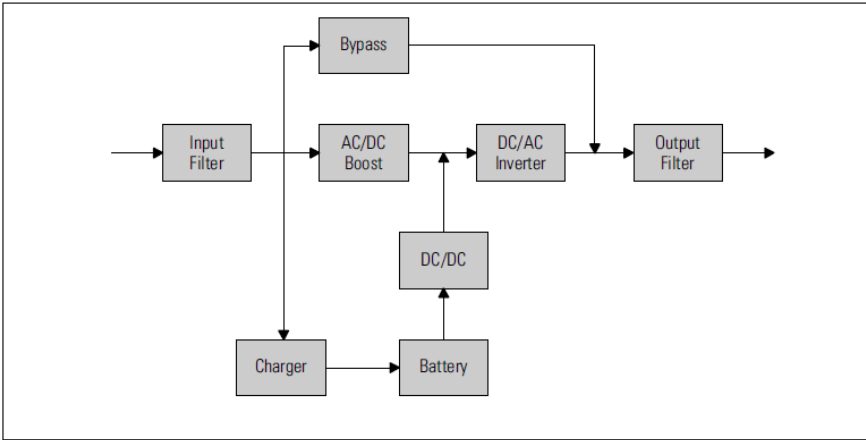 Bypass
Input
Filter
AC/DC
Boost
DC/AC
Inverter
Output
Filter
DC/DC
Charger
Battery